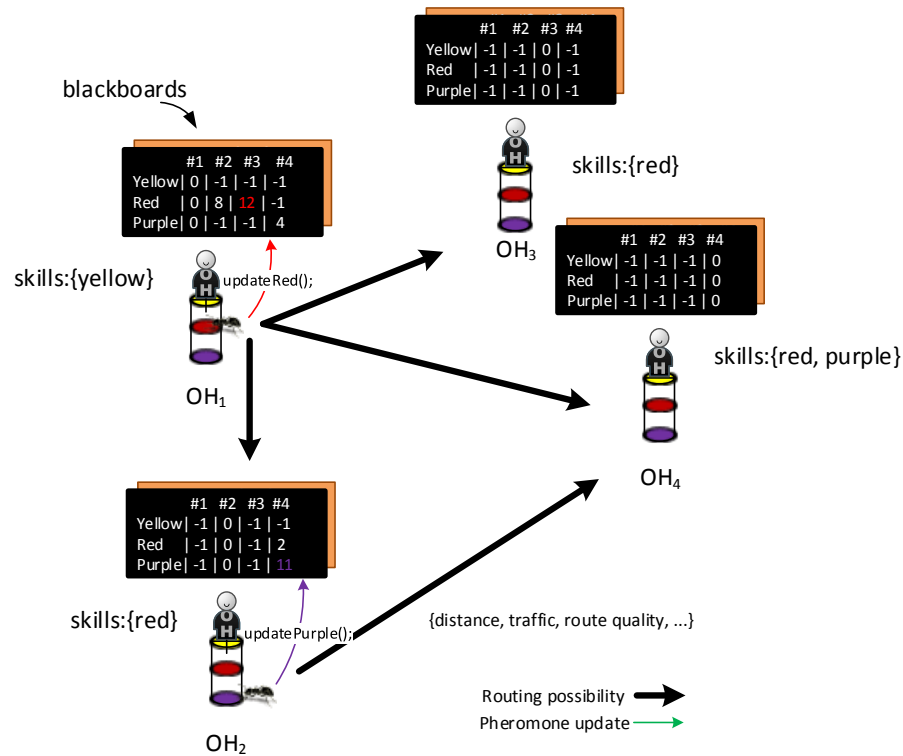 #1 #2 #3 #4
Yellow| -1 | -1 | 0 | -1
Red | -1 | -1 | 0 | -1
Purple| -1 | -1 | 0 | -1
OH
skills:{red}
OH₃
blackboards
#1 #2 #3 #4
Yellow| 0 | -1 | -1 | -1
Red | 0 | 8 | 12 | -1
Purple| 0 | -1 | -1 | 4
skills:{yellow}
OH
updateRed();
OH₁
#1 #2 #3 #4
Yellow| -1 | -1 | -1 | 0
Red | -1 | -1 | -1 | 0
Purple| -1 | -1 | -1 | 0
OH
skills:{red, purple}
OH₄
#1 #2 #3 #4
Yellow| -1 | 0 | -1 | -1
Red | -1 | 0 | -1 | 2
Purple| -1 | 0 | -1 | 11
skills:{red}
OH
updatePurple();
OH₂
{distance, traffic, route quality, ...}
Routing possibility
Pheromone update